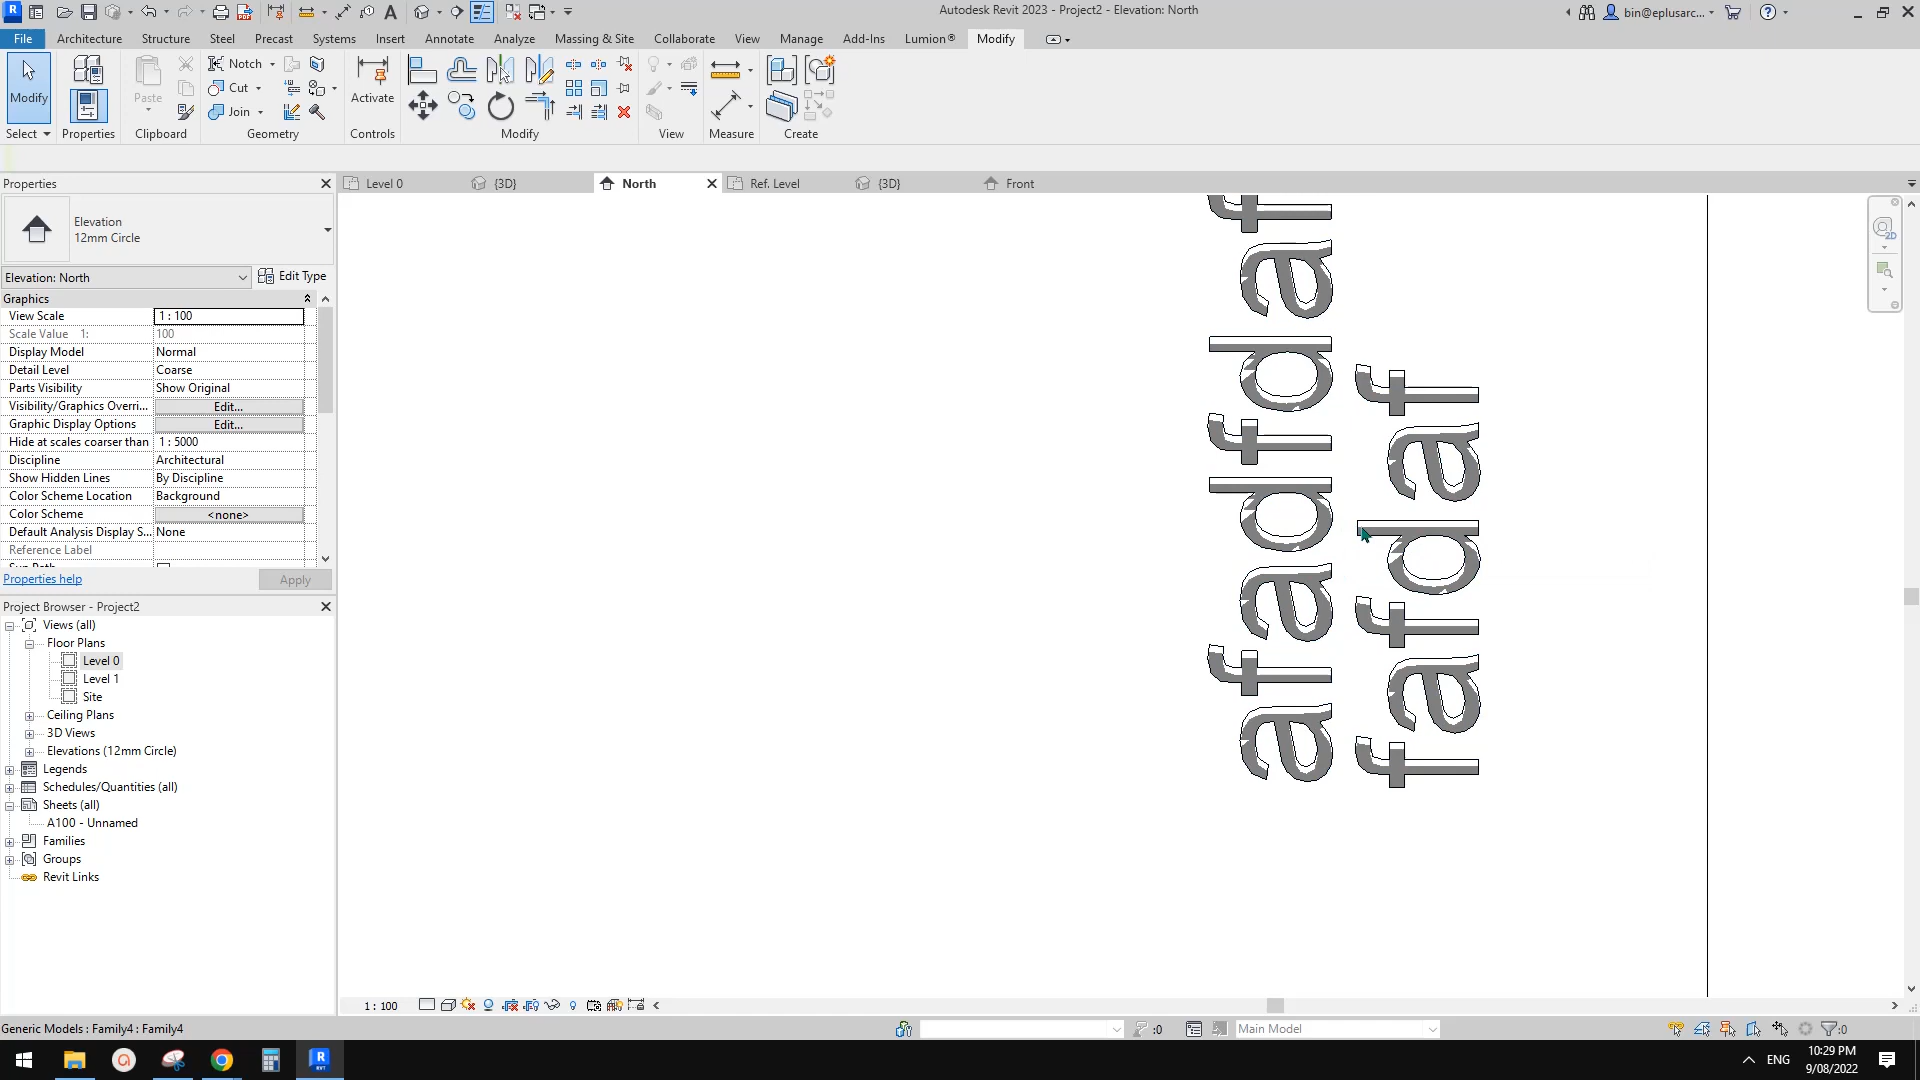 Autodesk Revit 2023 - Project2 - Elevation: North
bin@eplusarc...
File Architecture Structure Steel Precast Systems Insert Annotate Analyze Massing & Site Collaborate View Manage Add-Ins Lumion® Modify
Modify
Paste
Notch
Cut
Join
Activate
Select Properties Clipboard Geometry Controls Modify View Measure Create
Properties
Level 0 {3D} North Ref. Level {3D} Front
Elevation
12mm Circle
Elevation: North
Edit Type
Graphics
View Scale 1 : 100
Scale Value 1: 100
Display Model Normal
Detail Level Coarse
Parts Visibility Show Original
Visibility/Graphics Overri... Edit...
Graphic Display Options Edit...
Hide at scales coarser than 1 : 5000
Discipline Architectural
Show Hidden Lines By Discipline
Color Scheme Location Background
Color Scheme <none>
Default Analysis Display S... None
Reference Label
Properties help
Apply
Project Browser - Project2
Views (all)
Floor Plans
Level 0
Level 1
Site
Ceiling Plans
3D Views
Elevations (12mm Circle)
Legends
Schedules/Quantities (all)
Sheets (all)
A100 - Unnamed
Families
Groups
Revit Links
afadfdaf
fafdaf
2D
1 : 100
Generic Models : Family4 : Family4
:0
Main Model
:0
ENG
10:29 PM
9/08/2022